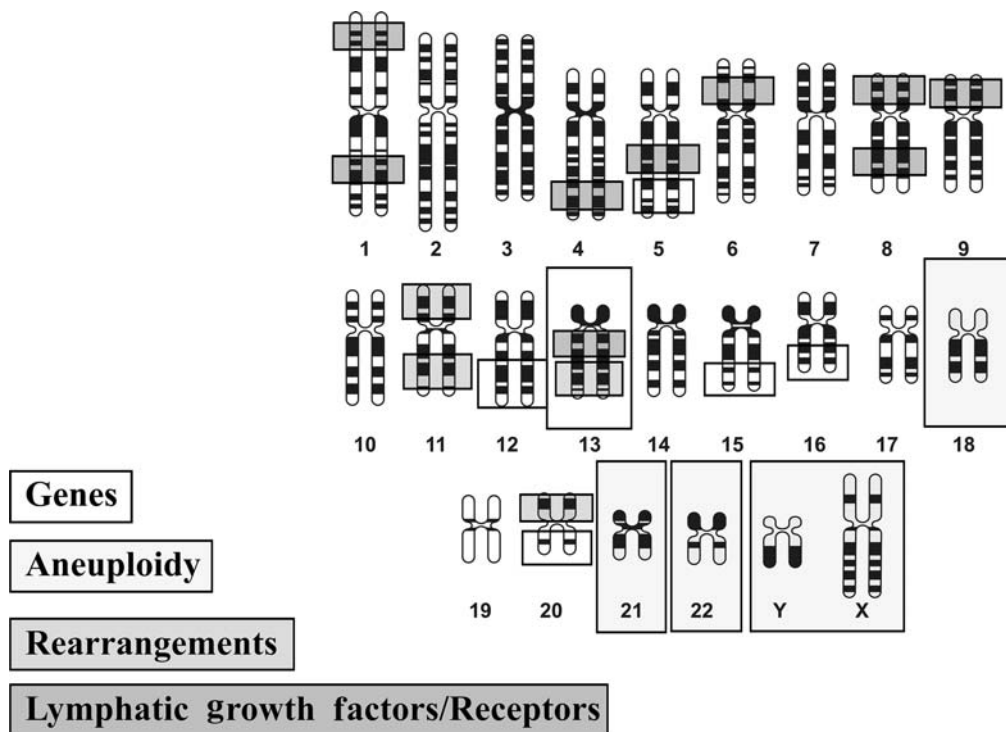 1 2 3 4 5 6 7 8 9
10 11 12 13 14 15 16 17 18
Genes
Aneuploidy
19 20 21 22 Y X
Rearrangements
Lymphatic growth factors/Receptors